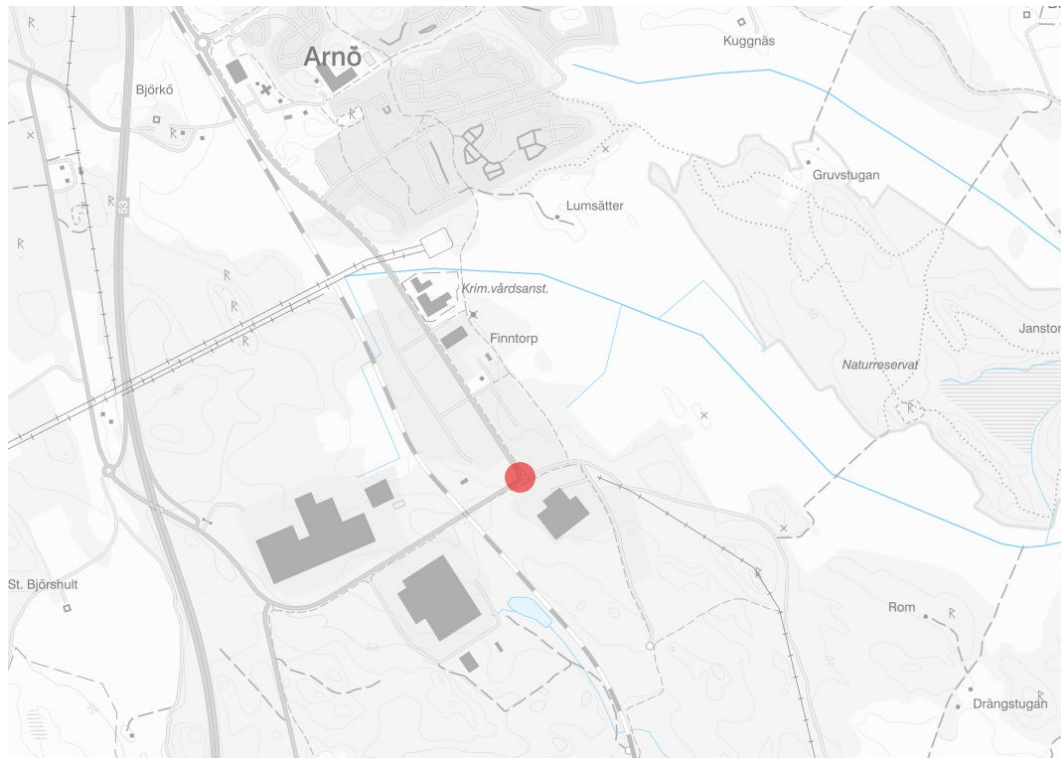 Kuggnäs
Arnö
Björkö
Gruvstugan
Lumsätter
53
Krim.vårdsanst.
Janstor
Finntorp
Naturreservat
St. Björshult
Rom
Drängstugan